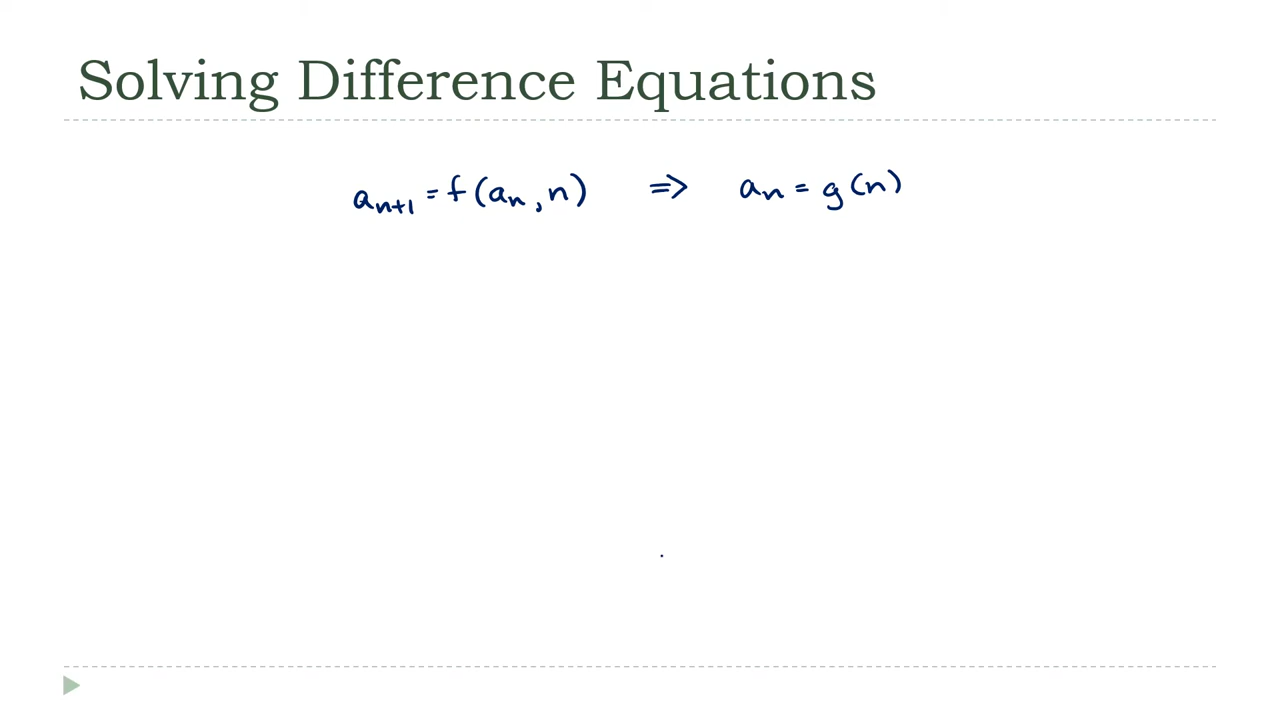 Solving Difference Equations
aₙ₊₁ = f(aₙ, n) ⇒ aₙ = g(n)